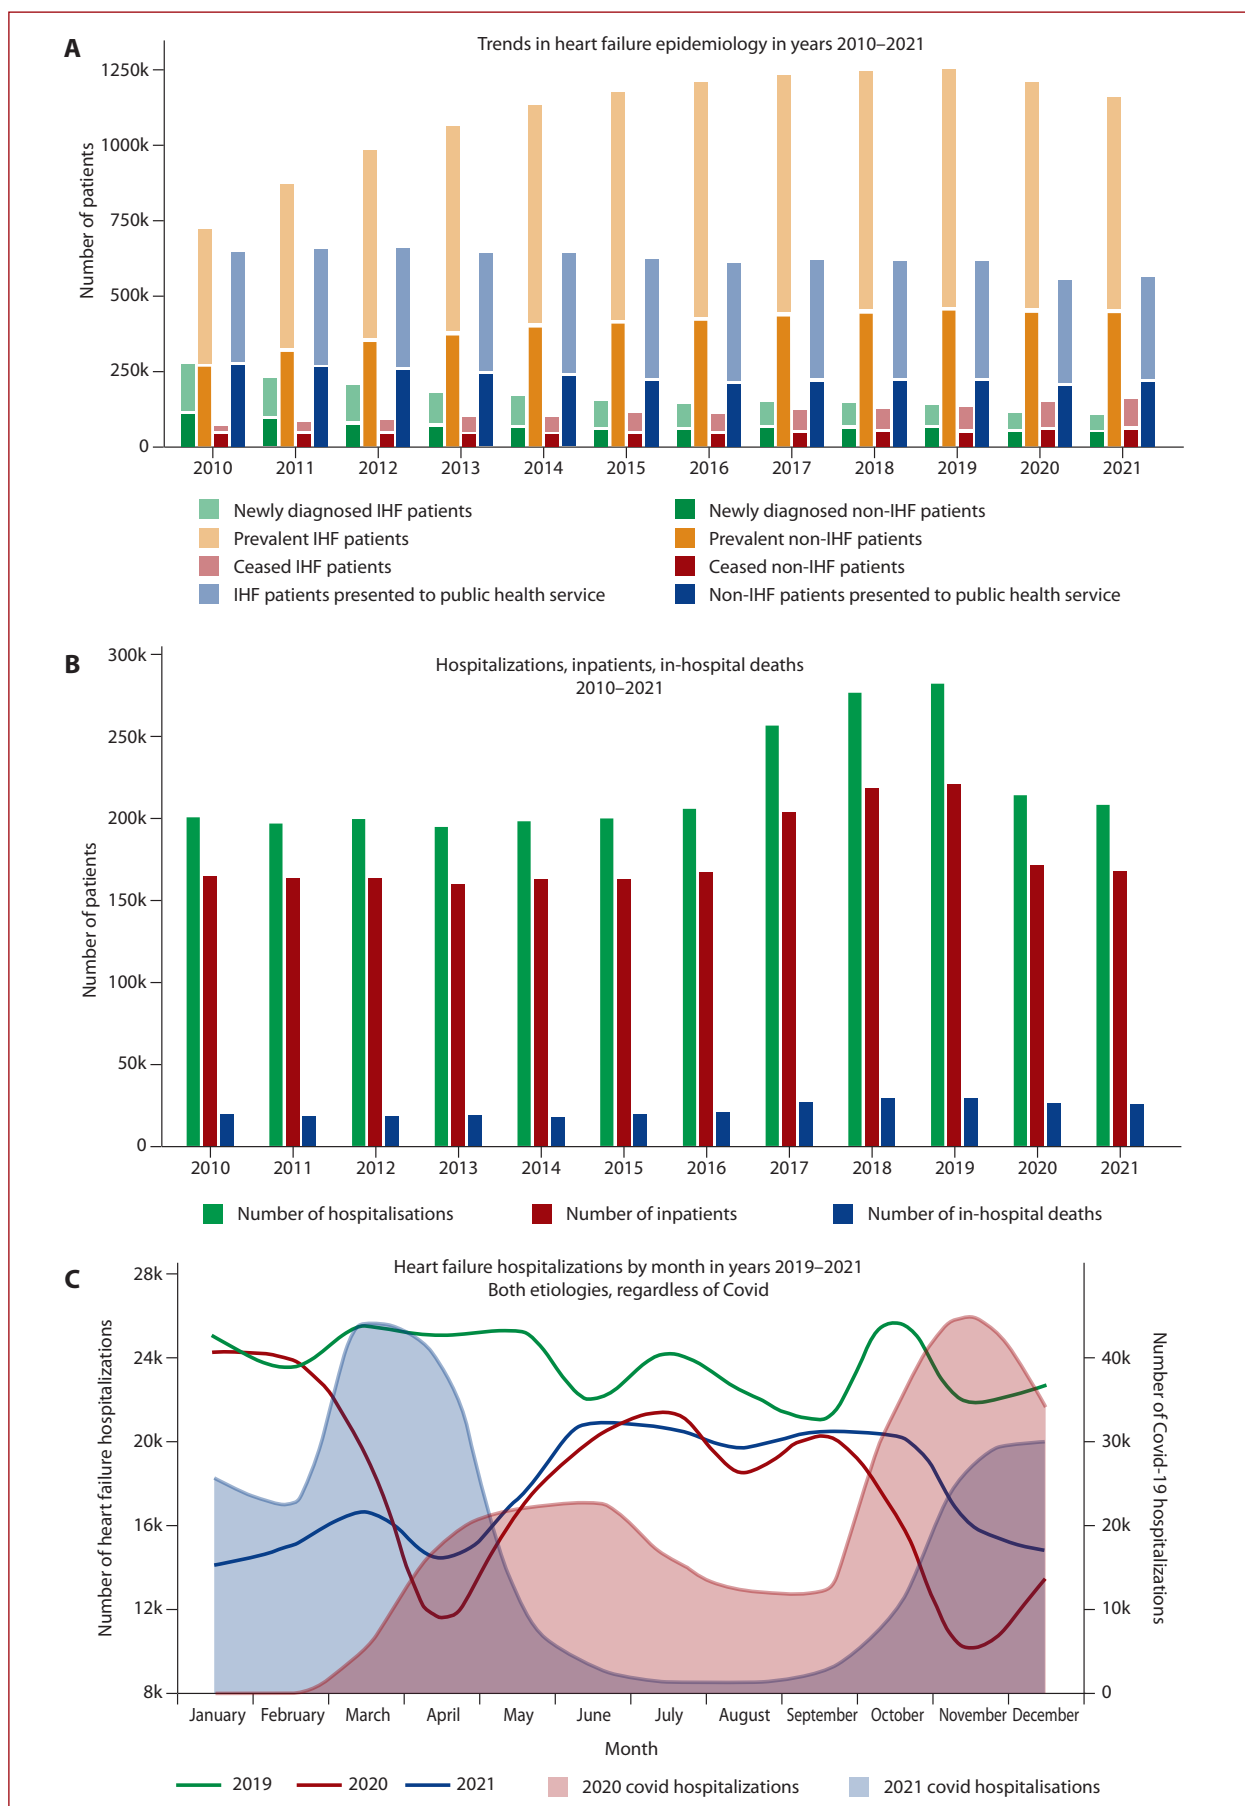 A
Trends in heart failure epidemiology in years 2010–2021
Number of patients
1250k
1000k
750k
500k
250k
0
2010 2011 2012 2013 2014 2015 2016 2017 2018 2019 2020 2021
Newly diagnosed IHF patients
Newly diagnosed non-IHF patients
Prevalent IHF patients
Prevalent non-IHF patients
Ceased IHF patients
Ceased non-IHF patients
IHF patients presented to public health service
Non-IHF patients presented to public health service
B
Hospitalizations, inpatients, in-hospital deaths
2010–2021
Number of patients
300k
250k
200k
150k
100k
50k
0
2010 2011 2012 2013 2014 2015 2016 2017 2018 2019 2020 2021
Number of hospitalisations
Number of inpatients
Number of in-hospital deaths
C
Heart failure hospitalizations by month in years 2019–2021
Both etiologies, regardless of Covid
Number of heart failure hospitalizations
28k
24k
20k
16k
12k
8k
Number of Covid-19 hospitalizations
40k
30k
20k
10k
0
January February March April May June July August September October November December
Month
2019 2020 2021 2020 covid hospitalizations 2021 covid hospitalisations